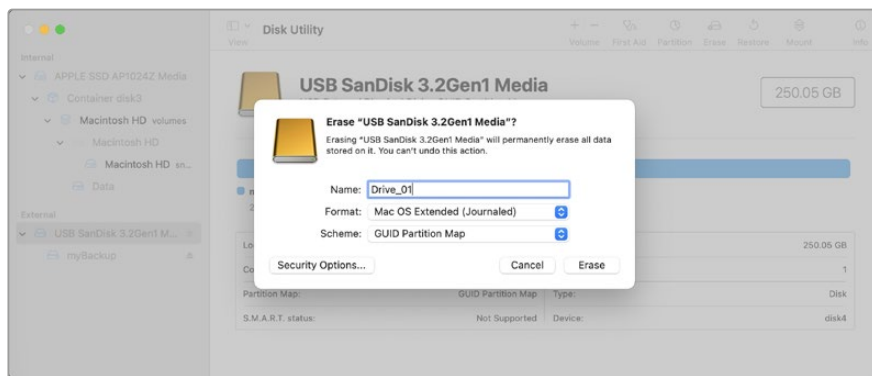 Disk Utility
View
Volume First Aid Partition Erase Restore Mount Info
Internal
APPLE SSD AP1024Z Media
Container disk3
Macintosh HD volumes
Macintosh HD
Macintosh HD sn...
Data
External
USB SanDisk 3.2Gen1 M...
myBackup
USB SanDisk 3.2Gen1 Media
250.05 GB
Erase “USB SanDisk 3.2Gen1 Media”?
Erasing “USB SanDisk 3.2Gen1 Media” will permanently erase all data
stored on it. You can’t undo this action.
Name: Drive_01
Format: Mac OS Extended (Journaled)
Scheme: GUID Partition Map
Security Options... Cancel Erase
250.05 GB
1
Partition Map: GUID Partition Map Type: Disk
S.M.A.R.T. status: Not Supported Device: disk4